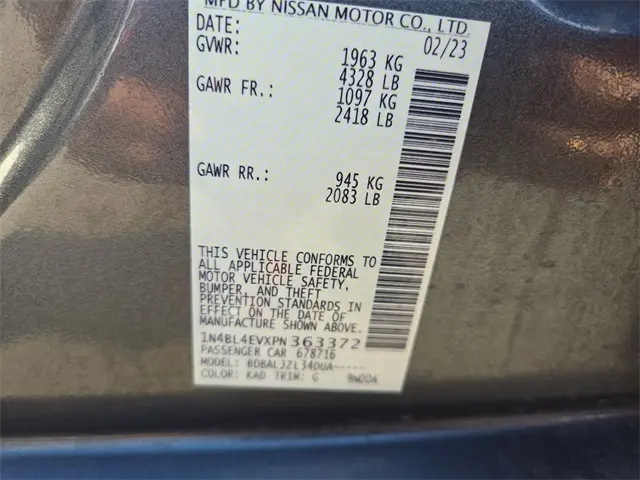 MFD BY NISSAN MOTOR CO., LTD.
DATE: 02/23
GVWR: 1963 KG
4328 LB
GAWR FR.: 1097 KG
2418 LB
GAWR RR.: 945 KG
2083 LB
THIS VEHICLE CONFORMS TO
ALL APPLICABLE FEDERAL
MOTOR VEHICLE SAFETY,
BUMPER, AND THEFT
PREVENTION STANDARDS IN
EFFECT ON THE DATE OF
MANUFACTURE SHOWN ABOVE.
1N4BL4EVXPN363372
PASSENGER CAR 678716
MODEL: BDBALJZL34DUA-----
COLOR: KAD TRIM: G